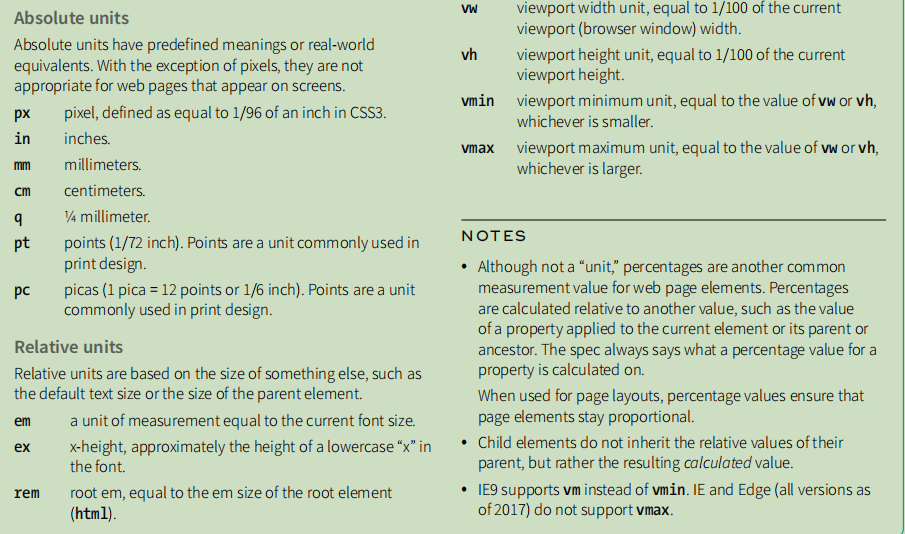 Absolute units
Absolute units have predefined meanings or real-world
equivalents. With the exception of pixels, they are not
appropriate for web pages that appear on screens.
px pixel, defined as equal to 1/96 of an inch in CSS3.
in inches.
mm millimeters.
cm centimeters.
q ¼ millimeter.
pt points (1/72 inch). Points are a unit commonly used in
print design.
pc picas (1 pica = 12 points or 1/6 inch). Points are a unit
commonly used in print design.
Relative units
Relative units are based on the size of something else, such as
the default text size or the size of the parent element.
em a unit of measurement equal to the current font size.
ex x-height, approximately the height of a lowercase “x” in
the font.
rem root em, equal to the em size of the root element
(html).
vw viewport width unit, equal to 1/100 of the current
viewport (browser window) width.
vh viewport height unit, equal to 1/100 of the current
viewport height.
vmin viewport minimum unit, equal to the value of vw or vh,
whichever is smaller.
vmax viewport maximum unit, equal to the value of vw or vh,
whichever is larger.
NOTES
• Although not a “unit,” percentages are another common
measurement value for web page elements. Percentages
are calculated relative to another value, such as the value
of a property applied to the current element or its parent or
ancestor. The spec always says what a percentage value for a
property is calculated on.
When used for page layouts, percentage values ensure that
page elements stay proportional.
• Child elements do not inherit the relative values of their
parent, but rather the resulting calculated value.
• IE9 supports vm instead of vmin. IE and Edge (all versions as
of 2017) do not support vmax.